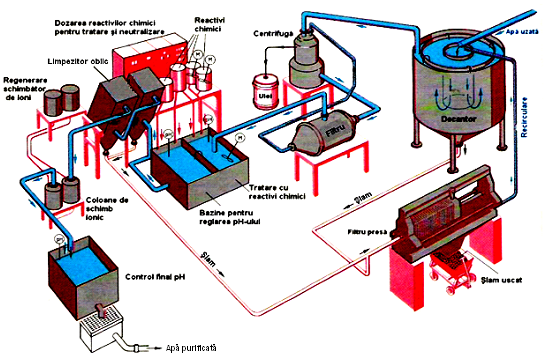 Dozarea reactivilor chimici
pentru tratare și neutralizare
Reactivi
chimici
Centrifugă
Apa uzată
Limpezitor oblic
Regenerare
schimbator
de ioni
Ulei
Decantor
Recirculare
Filtru
Tratare cu
reactivi chimici
Coloane de
schimb
ionic
Bazine pentru
reglarea pH-ului
Șlam
Filtru presă
Șlam
Șlam uscat
Control final pH
Apă purificată
M
M
M
M